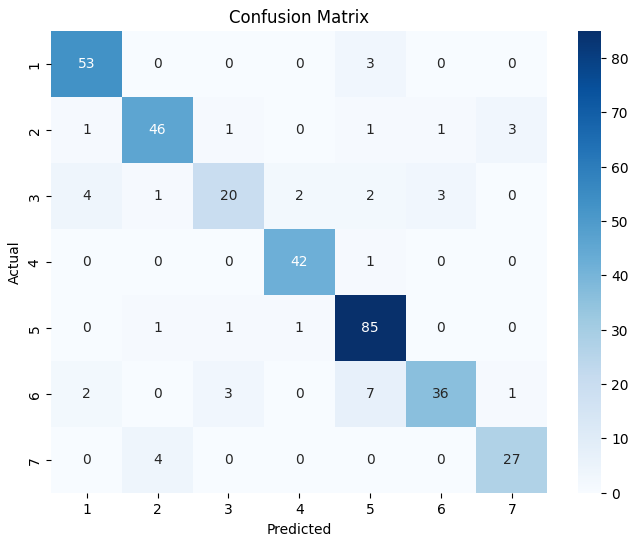 Confusion Matrix
1 53 0 0 0 3 0 0
2 1 46 1 0 1 1 3
3 4 1 20 2 2 3 0
4 0 0 0 42 1 0 0
5 0 1 1 1 85 0 0
6 2 0 3 0 7 36 1
7 0 4 0 0 0 0 27
1 2 3 4 5 6 7
Predicted
Actual
80
70
60
50
40
30
20
10
0